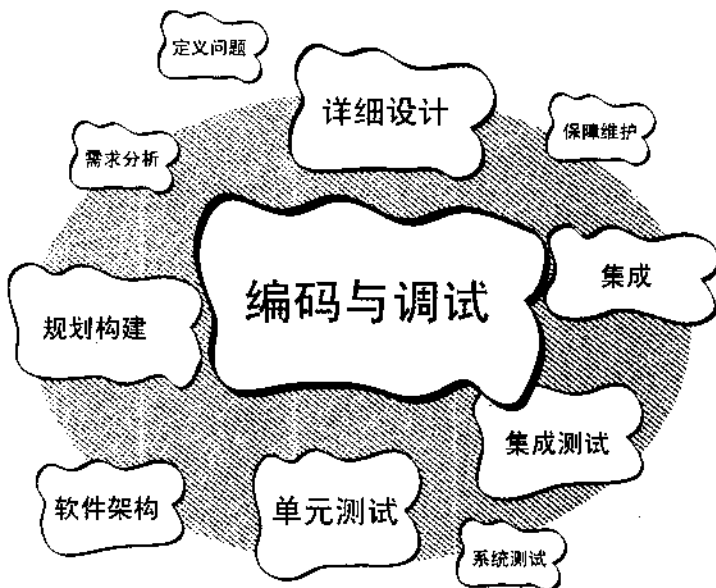 定义问题
详细设计
保障维护
需求分析
编码与调试
集成
规划构建
集成测试
软件架构
单元测试
系统测试